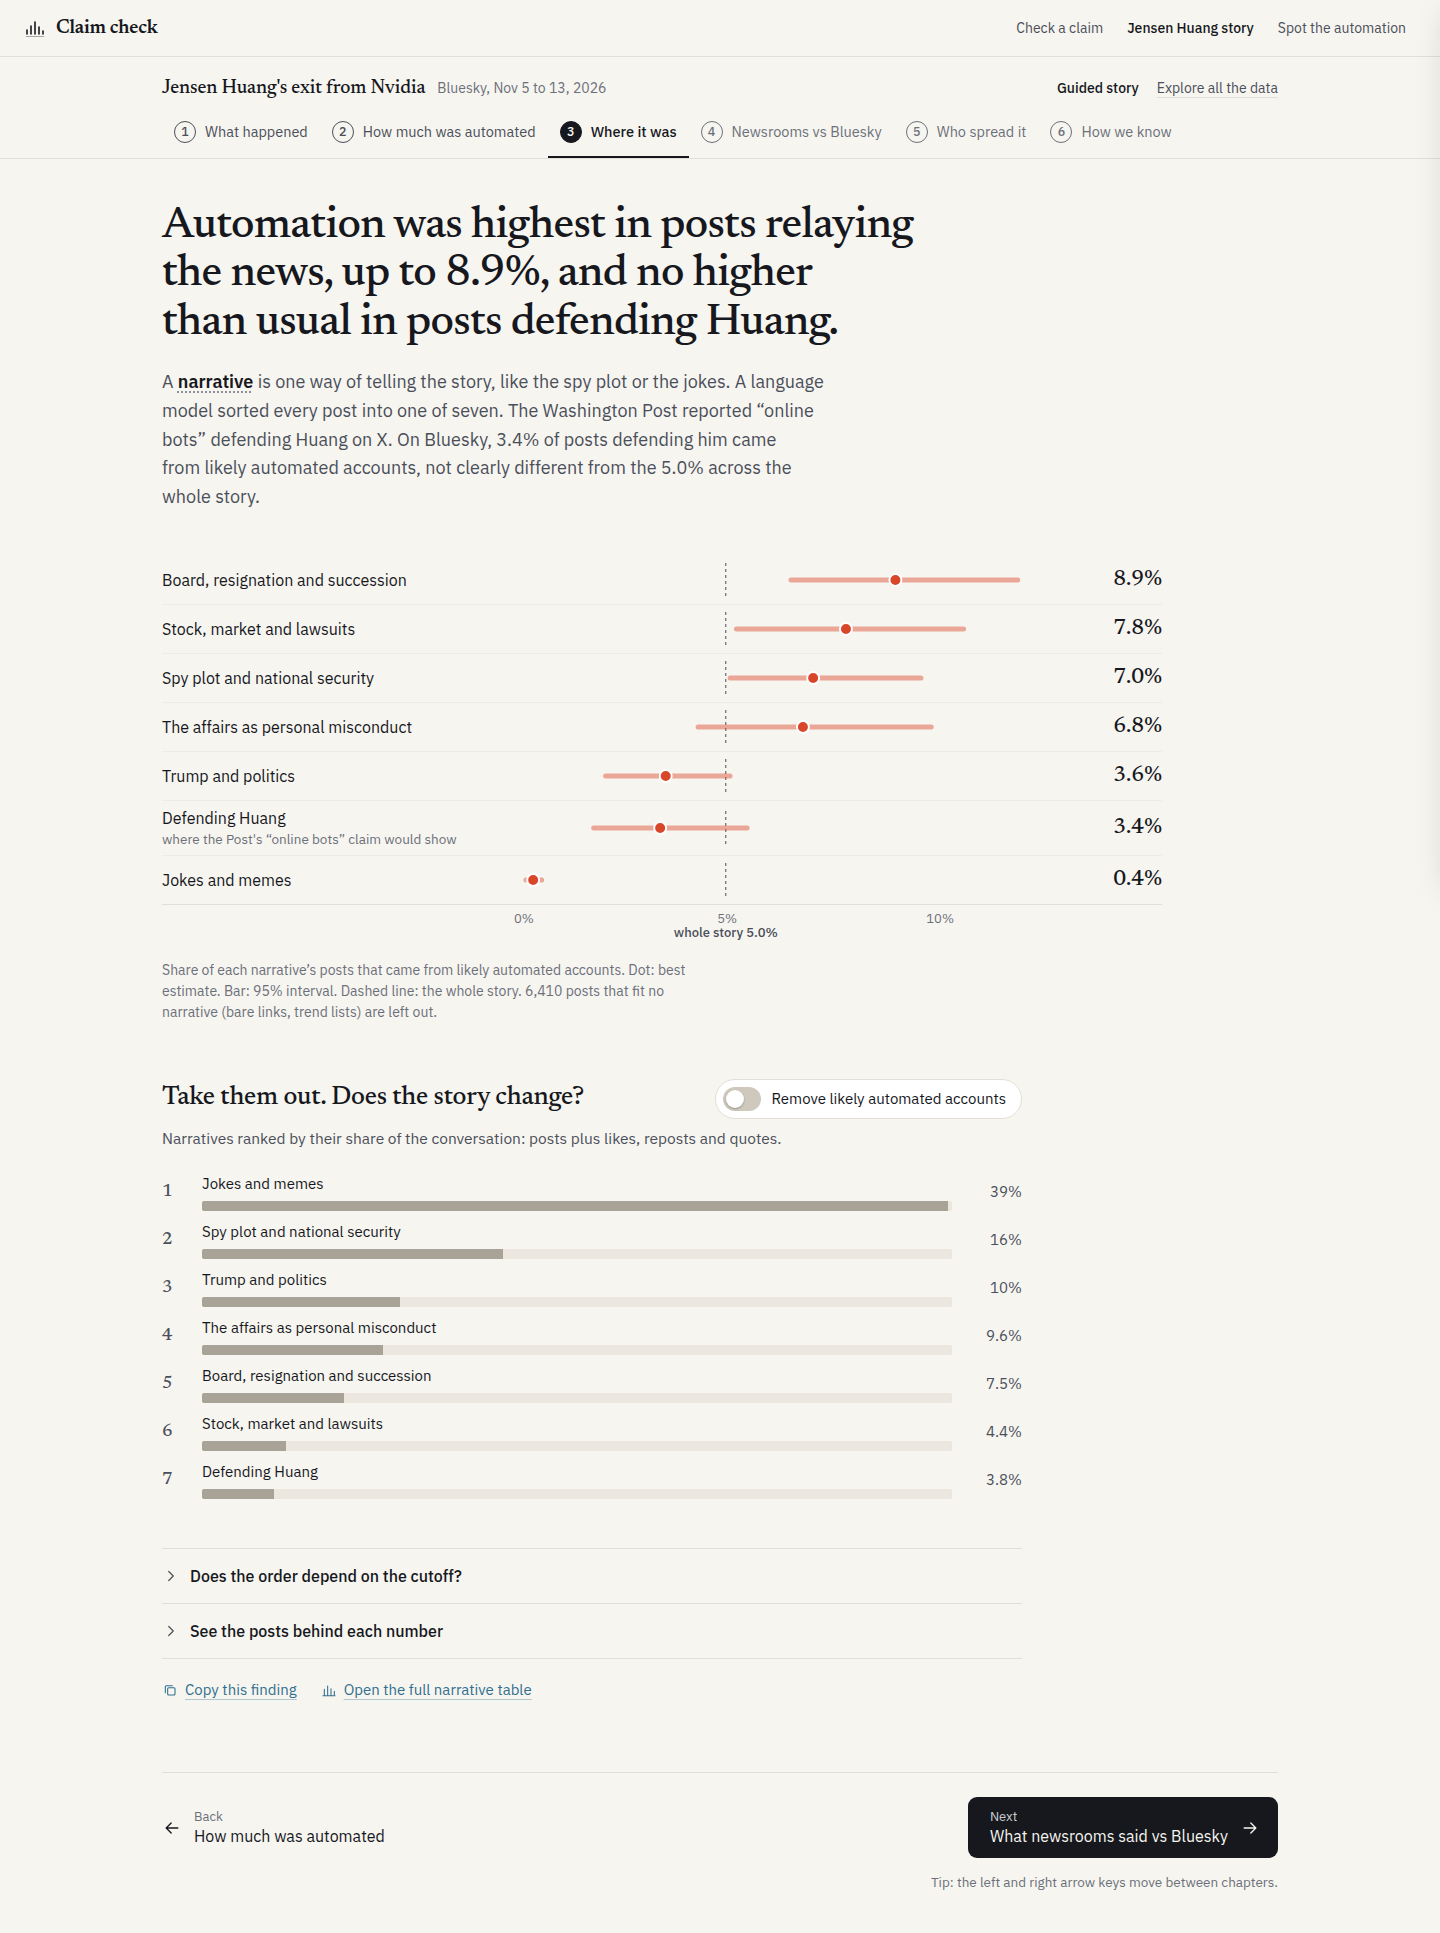 Claim check
Check a claim
Jensen Huang story
Spot the automation
Jensen Huang's exit from Nvidia
Bluesky, Nov 5 to 13, 2026
Guided story
Explore all the data
1 What happened
2 How much was automated
3 Where it was
4 Newsrooms vs Bluesky
5 Who spread it
6 How we know
Automation was highest in posts relaying
the news, up to 8.9%, and no higher
than usual in posts defending Huang.
A narrative is one way of telling the story, like the spy plot or the jokes. A language
model sorted every post into one of seven. The Washington Post reported “online
bots” defending Huang on X. On Bluesky, 3.4% of posts defending him came
from likely automated accounts, not clearly different from the 5.0% across the
whole story.
Board, resignation and succession
8.9%
Stock, market and lawsuits
7.8%
Spy plot and national security
7.0%
The affairs as personal misconduct
6.8%
Trump and politics
3.6%
Defending Huang
where the Post's “online bots” claim would show
3.4%
Jokes and memes
0.4%
0%
5%
10%
whole story 5.0%
Share of each narrative’s posts that came from likely automated accounts. Dot: best
estimate. Bar: 95% interval. Dashed line: the whole story. 6,410 posts that fit no
narrative (bare links, trend lists) are left out.
Take them out. Does the story change?
Remove likely automated accounts
Narratives ranked by their share of the conversation: posts plus likes, reposts and quotes.
1 Jokes and memes 39%
2 Spy plot and national security 16%
3 Trump and politics 10%
4 The affairs as personal misconduct 9.6%
5 Board, resignation and succession 7.5%
6 Stock, market and lawsuits 4.4%
7 Defending Huang 3.8%
Does the order depend on the cutoff?
See the posts behind each number
Copy this finding
Open the full narrative table
Back
How much was automated
Next
What newsrooms said vs Bluesky
Tip: the left and right arrow keys move between chapters.